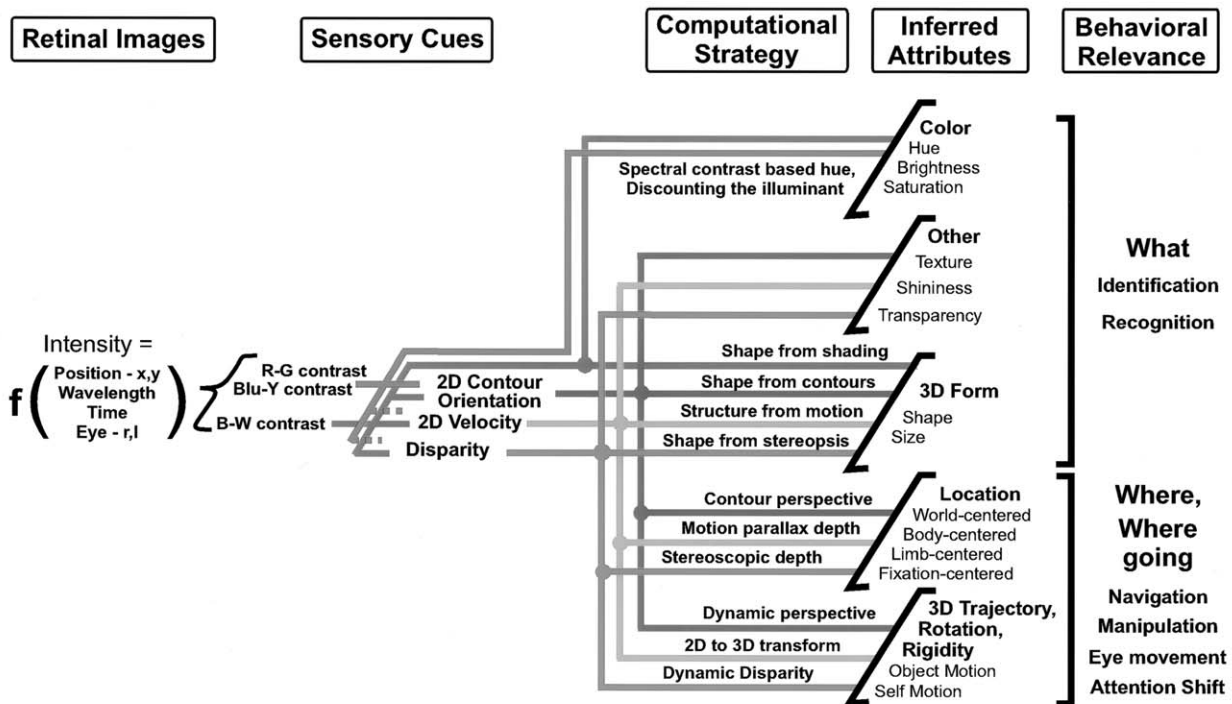 Retinal Images
Sensory Cues
Computational
Strategy
Inferred
Attributes
Behavioral
Relevance
Intensity =
f
Position - x,y
Wavelength
Time
Eye - r,l
R-G contrast
Blu-Y contrast
B-W contrast
2D Contour
Orientation
2D Velocity
Disparity
Spectral contrast based hue,
Discounting the illuminant
Shape from shading
Shape from contours
Structure from motion
Shape from stereopsis
Contour perspective
Motion parallax depth
Stereoscopic depth
Dynamic perspective
2D to 3D transform
Dynamic Disparity
Color
Hue
Brightness
Saturation
Other
Texture
Shininess
Transparency
3D Form
Shape
Size
Location
World-centered
Body-centered
Limb-centered
Fixation-centered
3D Trajectory,
Rotation,
Rigidity
Object Motion
Self Motion
What
Identification
Recognition
Where,
Where
going
Navigation
Manipulation
Eye movement
Attention Shift